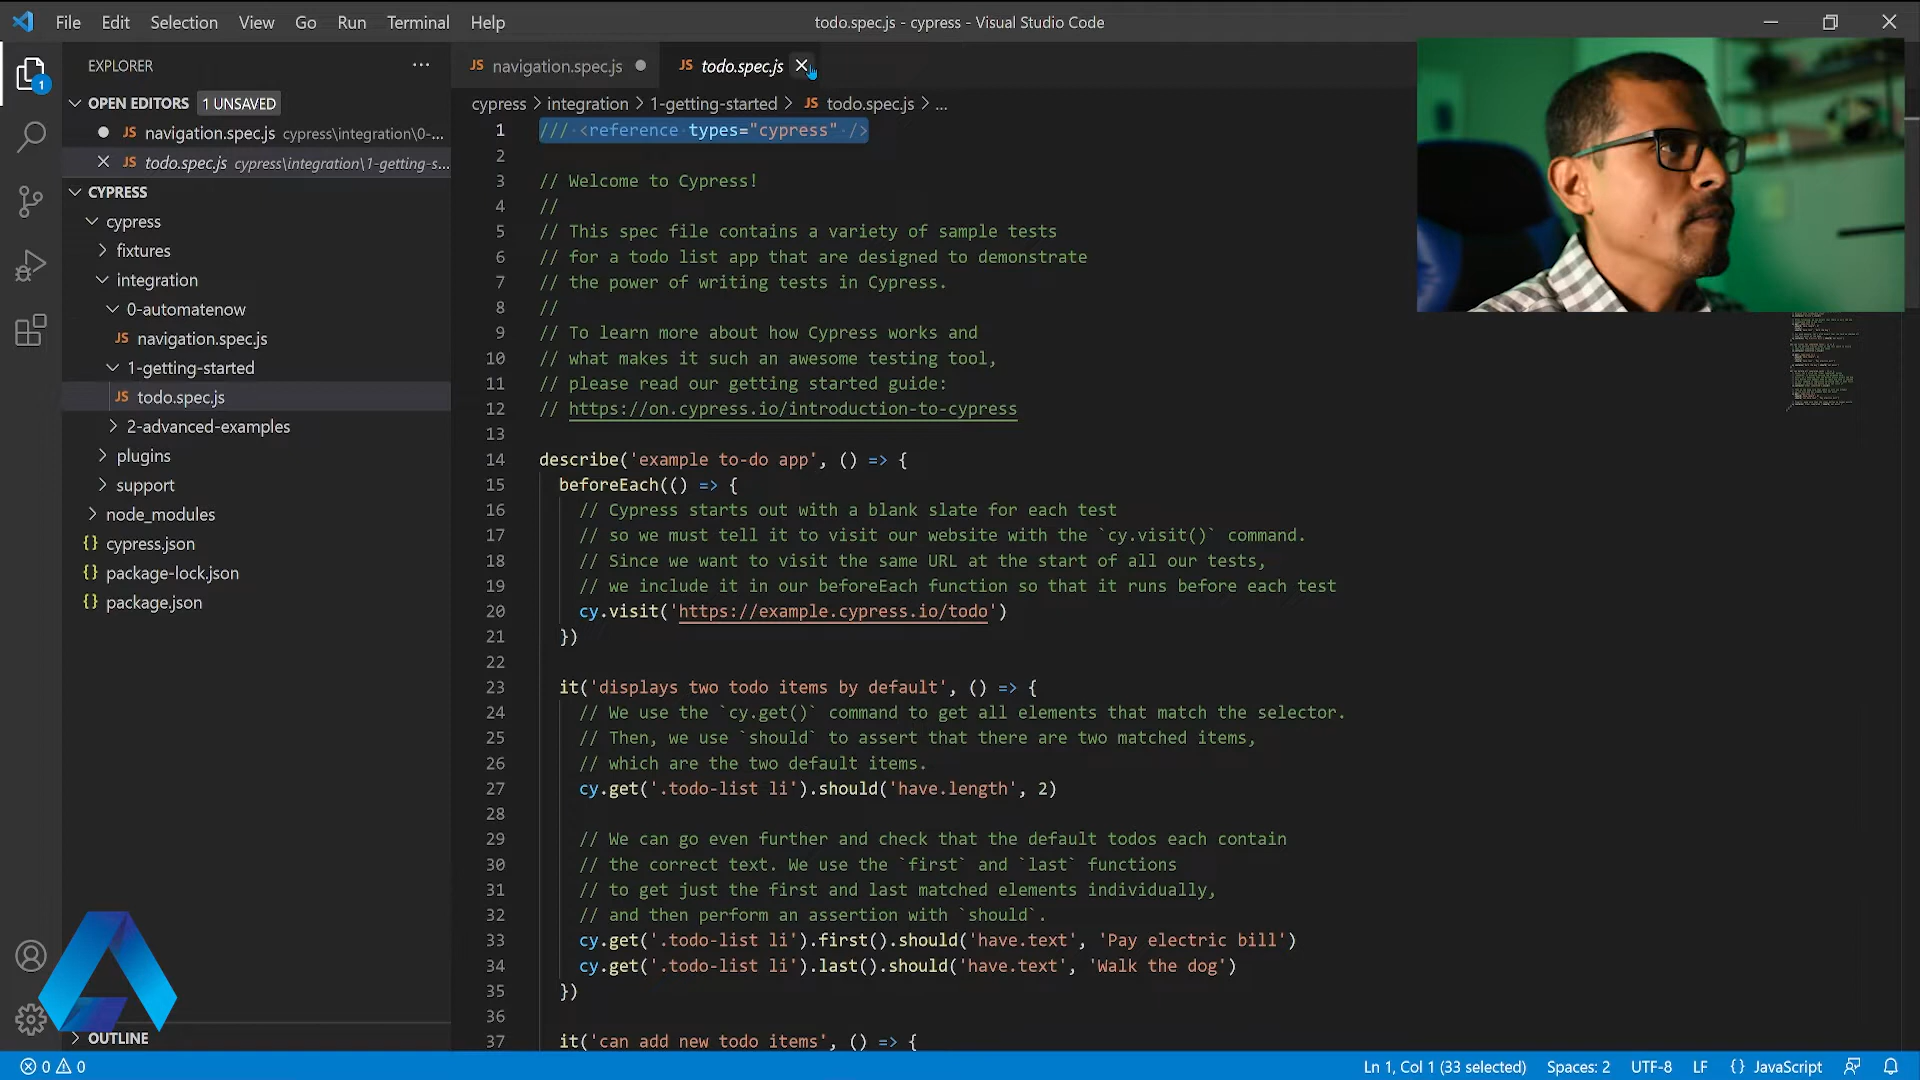 File Edit Selection View Go Run Terminal Help
todo.spec.js - cypress - Visual Studio Code
EXPLORER
1
OPEN EDITORS 1 UNSAVED
JS navigation.spec.js cypress\integration\0-...
JS todo.spec.js cypress\integration\1-getting-s...
CYPRESS
cypress
fixtures
integration
0-automatenow
JS navigation.spec.js
1-getting-started
JS todo.spec.js
2-advanced-examples
plugins
support
node_modules
{} cypress.json
{} package-lock.json
{} package.json
OUTLINE
JS navigation.spec.js
JS todo.spec.js
cypress > integration > 1-getting-started > JS todo.spec.js > ...
1 /// <reference types="cypress" />
2
3 // Welcome to Cypress!
4 //
5 // This spec file contains a variety of sample tests
6 // for a todo list app that are designed to demonstrate
7 // the power of writing tests in Cypress.
8 //
9 // To learn more about how Cypress works and
10 // what makes it such an awesome testing tool,
11 // please read our getting started guide:
12 // https://on.cypress.io/introduction-to-cypress
13
14 describe('example to-do app', () => {
15 beforeEach(() => {
16 // Cypress starts out with a blank slate for each test
17 // so we must tell it to visit our website with the `cy.visit()` command.
18 // Since we want to visit the same URL at the start of all our tests,
19 // we include it in our beforeEach function so that it runs before each test
20 cy.visit('https://example.cypress.io/todo')
21 })
22
23 it('displays two todo items by default', () => {
24 // We use the `cy.get()` command to get all elements that match the selector.
25 // Then, we use `should` to assert that there are two matched items,
26 // which are the two default items.
27 cy.get('.todo-list li').should('have.length', 2)
28
29 // We can go even further and check that the default todos each contain
30 // the correct text. We use the `first` and `last` functions
31 // to get just the first and last matched elements individually,
32 // and then perform an assertion with `should`.
33 cy.get('.todo-list li').first().should('have.text', 'Pay electric bill')
34 cy.get('.todo-list li').last().should('have.text', 'Walk the dog')
35 })
36
37 it('can add new todo items', () => {
0 0
Ln 1, Col 1 (33 selected) Spaces: 2 UTF-8 LF {} JavaScript